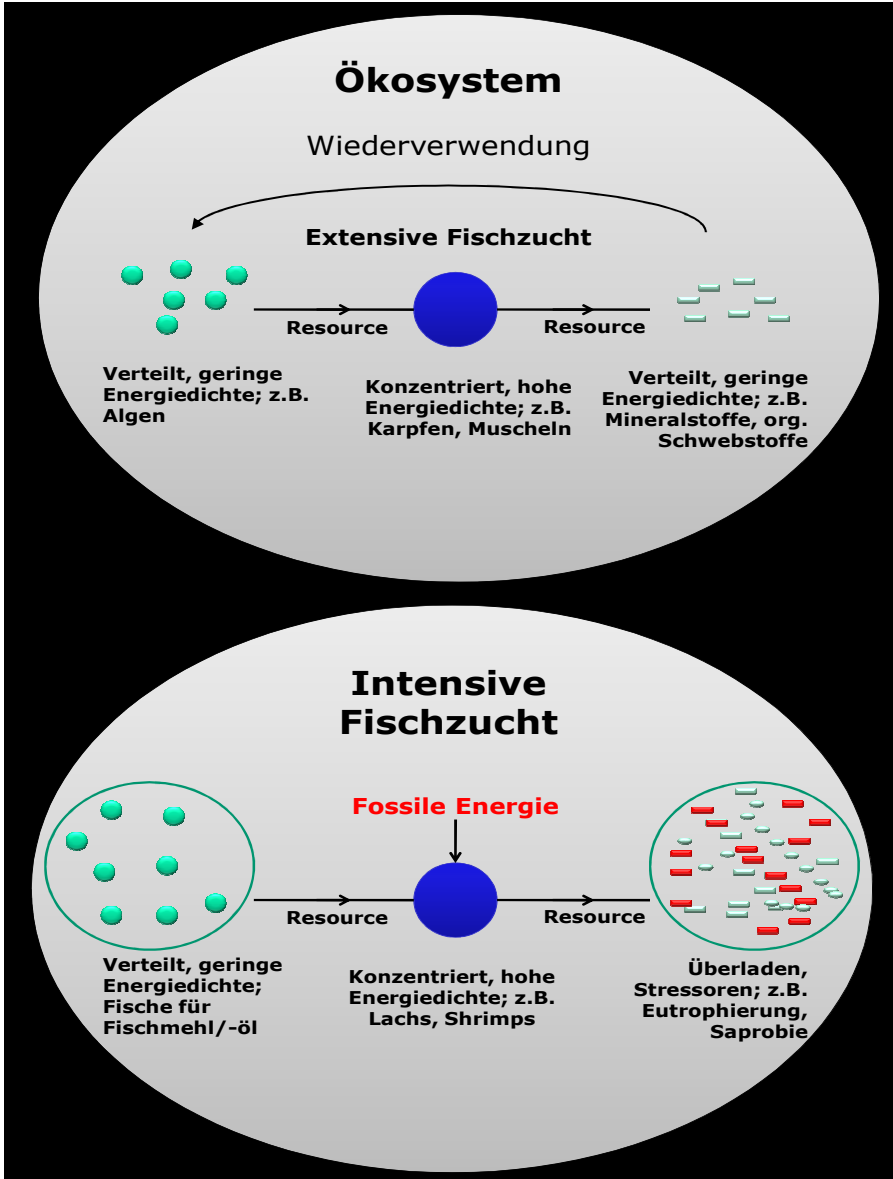 Ökosystem
Wiederverwendung
Extensive Fischzucht
Resource
Resource
Verteilt, geringe
Energiedichte; z.B.
Algen
Konzentriert, hohe
Energiedichte; z.B.
Karpfen, Muscheln
Verteilt, geringe
Energiedichte; z.B.
Mineralstoffe, org.
Schwebstoffe
Intensive
Fischzucht
Fossile Energie
Resource
Resource
Verteilt, geringe
Energiedichte;
Fische für
Fischmehl/-öl
Konzentriert, hohe
Energiedichte; z.B.
Lachs, Shrimps
Überladen,
Stressoren; z.B.
Eutrophierung,
Saprobie